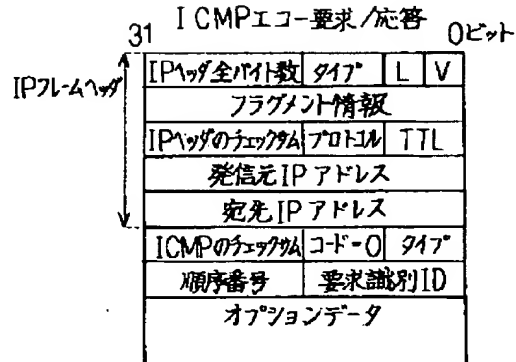 ICMPエコー要求/応答
31
0ビット
IPフレームヘッダ
IPヘッダ全バイト数 タイプ L V
フラグメント情報
IPヘッダのチェックサム プロトコル TTL
発信元IPアドレス
宛先IPアドレス
ICMPのチェックサム コード=0 タイプ
順序番号 要求識別ID
オプションデータ